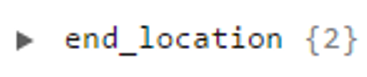 ▶ end_location {2}